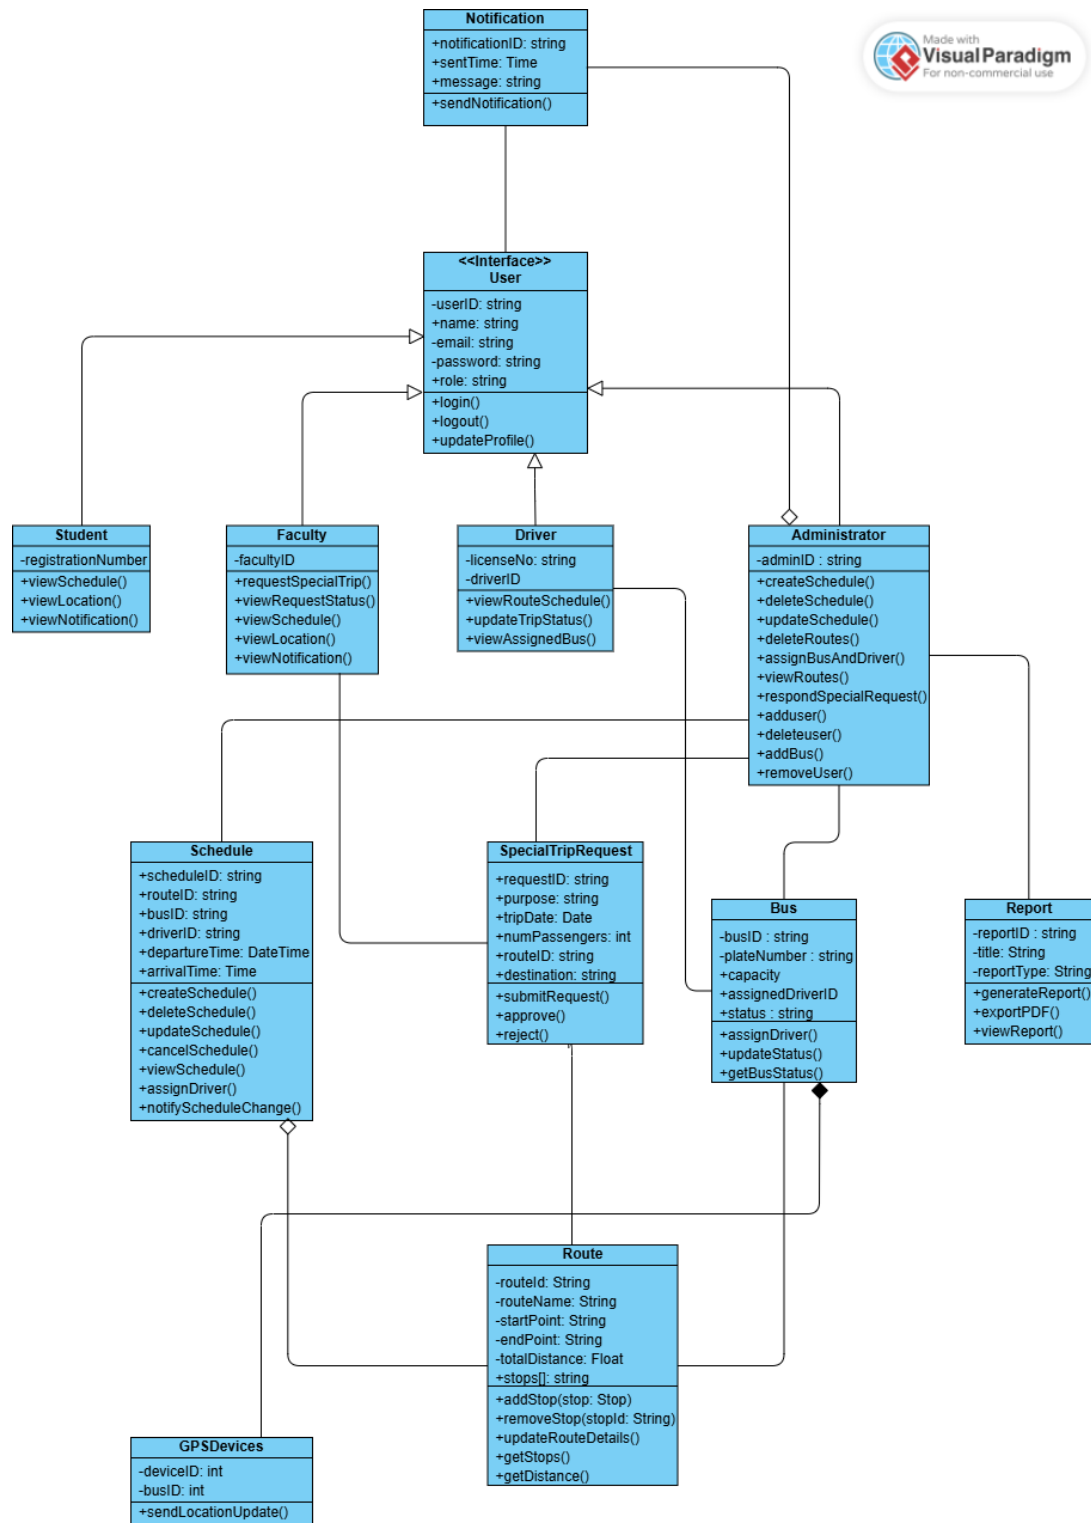 Notification
+notificationID: string
+sentTime: Time
+message: string
+sendNotification()
Made with
VisualParadigm
For non-commercial use
<<Interface>>
User
-userID: string
+name: string
-email: string
-password: string
+role: string
+login()
+logout()
+updateProfile()
Student
-registrationNumber
+viewSchedule()
+viewLocation()
+viewNotification()
Faculty
-facultyID
+requestSpecialTrip()
+viewRequestStatus()
+viewSchedule()
+viewLocation()
+viewNotification()
Driver
-licenseNo: string
-driverID
+viewRouteSchedule()
+updateTripStatus()
+viewAssignedBus()
Administrator
-adminID : string
+createSchedule()
+deleteSchedule()
+updateSchedule()
+deleteRoutes()
+assignBusAndDriver()
+viewRoutes()
+respondSpecialRequest()
+adduser()
+deleteuser()
+addBus()
+removeUser()
Schedule
+scheduleID: string
+routeID: string
+busID: string
+driverID: string
+departureTime: DateTime
+arrivalTime: Time
+createSchedule()
+deleteSchedule()
+updateSchedule()
+cancelSchedule()
+viewSchedule()
+assignDriver()
+notifyScheduleChange()
SpecialTripRequest
+requestID: string
+purpose: string
+tripDate: Date
+numPassengers: int
+routeID: string
+destination: string
+submitRequest()
+approve()
+reject()
Bus
-busID : string
-plateNumber : string
+capacity
+assignedDriverID
+status : string
+assignDriver()
+updateStatus()
+getBusStatus()
Report
-reportID : string
-title: String
-reportType: String
+generateReport()
+exportPDF()
+viewReport()
Route
-routeId: String
-routeName: String
-startPoint: String
-endPoint: String
-totalDistance: Float
+stops[]: string
+addStop(stop: Stop)
+removeStop(stopId: String)
+updateRouteDetails()
+getStops()
+getDistance()
GPSDevices
-deviceID: int
-busID: int
+sendLocationUpdate()